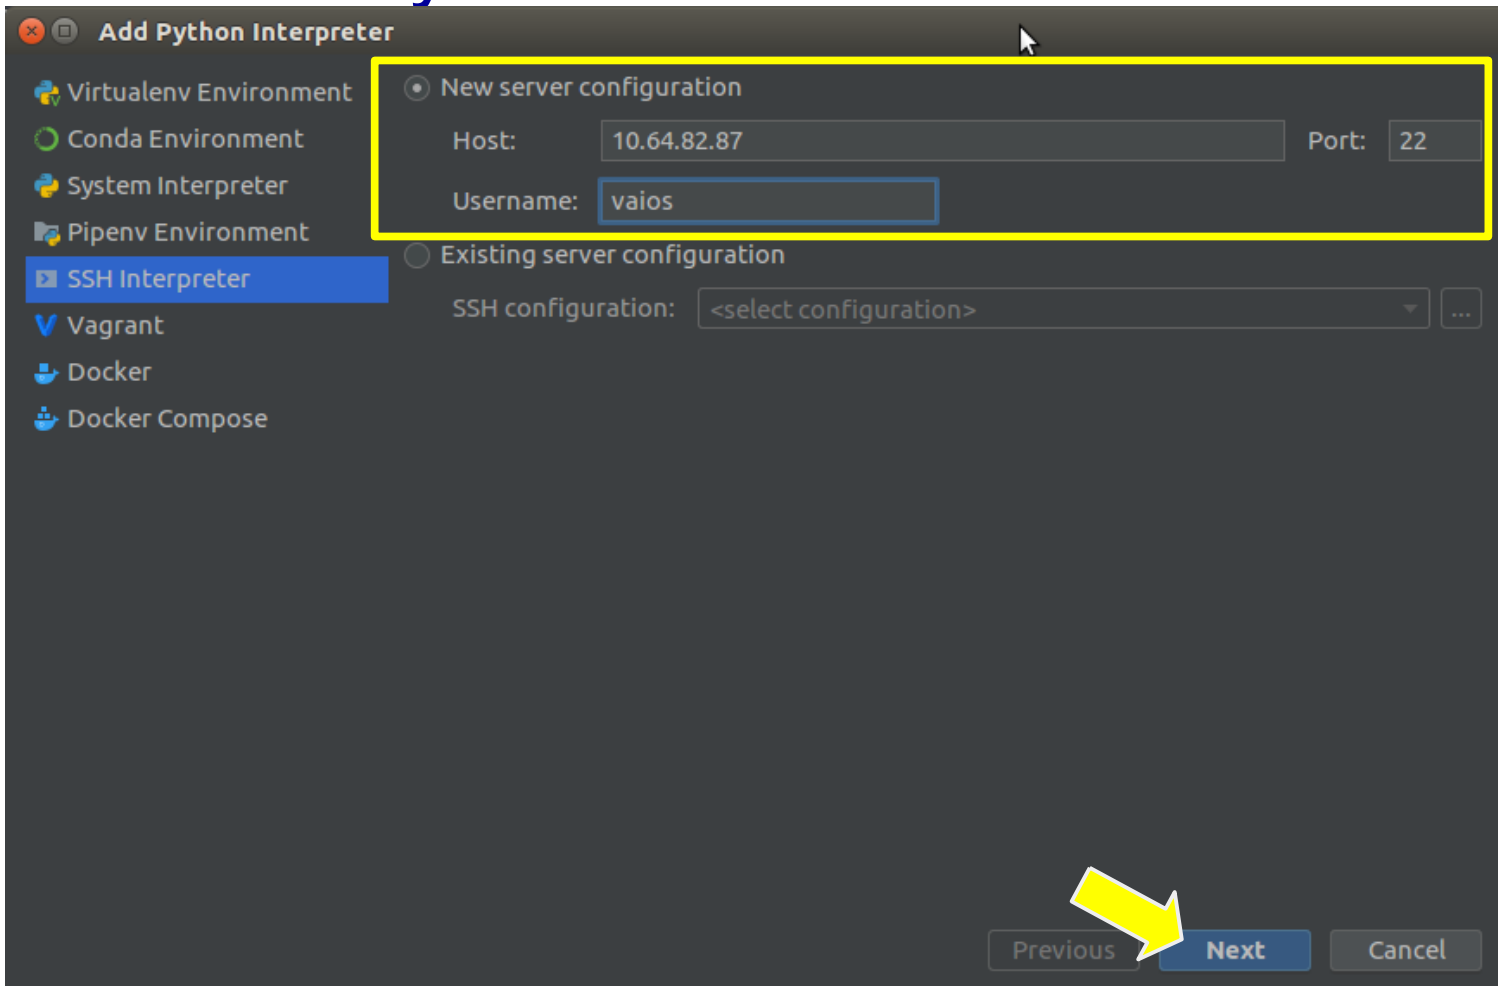 Add Python Interpreter
Virtualenv Environment
Conda Environment
System Interpreter
Pipenv Environment
SSH Interpreter
Vagrant
Docker
Docker Compose
New server configuration
Host: 10.64.82.87 Port: 22
Username: vaios
Existing server configuration
SSH configuration: <select configuration> ...
Previous Next Cancel